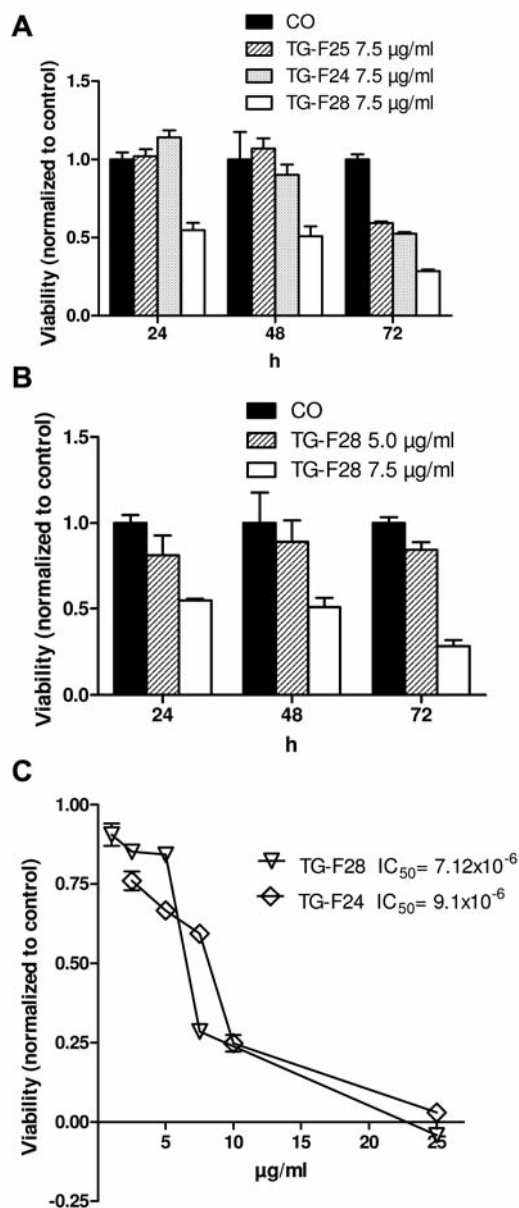 A
CO
TG-F25 7.5 µg/ml
TG-F24 7.5 µg/ml
TG-F28 7.5 µg/ml
Viability (normalized to control)
1.5
1.0
0.5
0.0
24 48 72
h
B
CO
TG-F28 5.0 µg/ml
TG-F28 7.5 µg/ml
Viability (normalized to control)
1.5
1.0
0.5
0.0
24 48 72
h
C
Viability (normalized to control)
1.00
0.75
0.50
0.25
0.00
-0.25
TG-F28 IC50= 7.12x10-6
TG-F24 IC50= 9.1x10-6
5 10 15 20 25
µg/ml